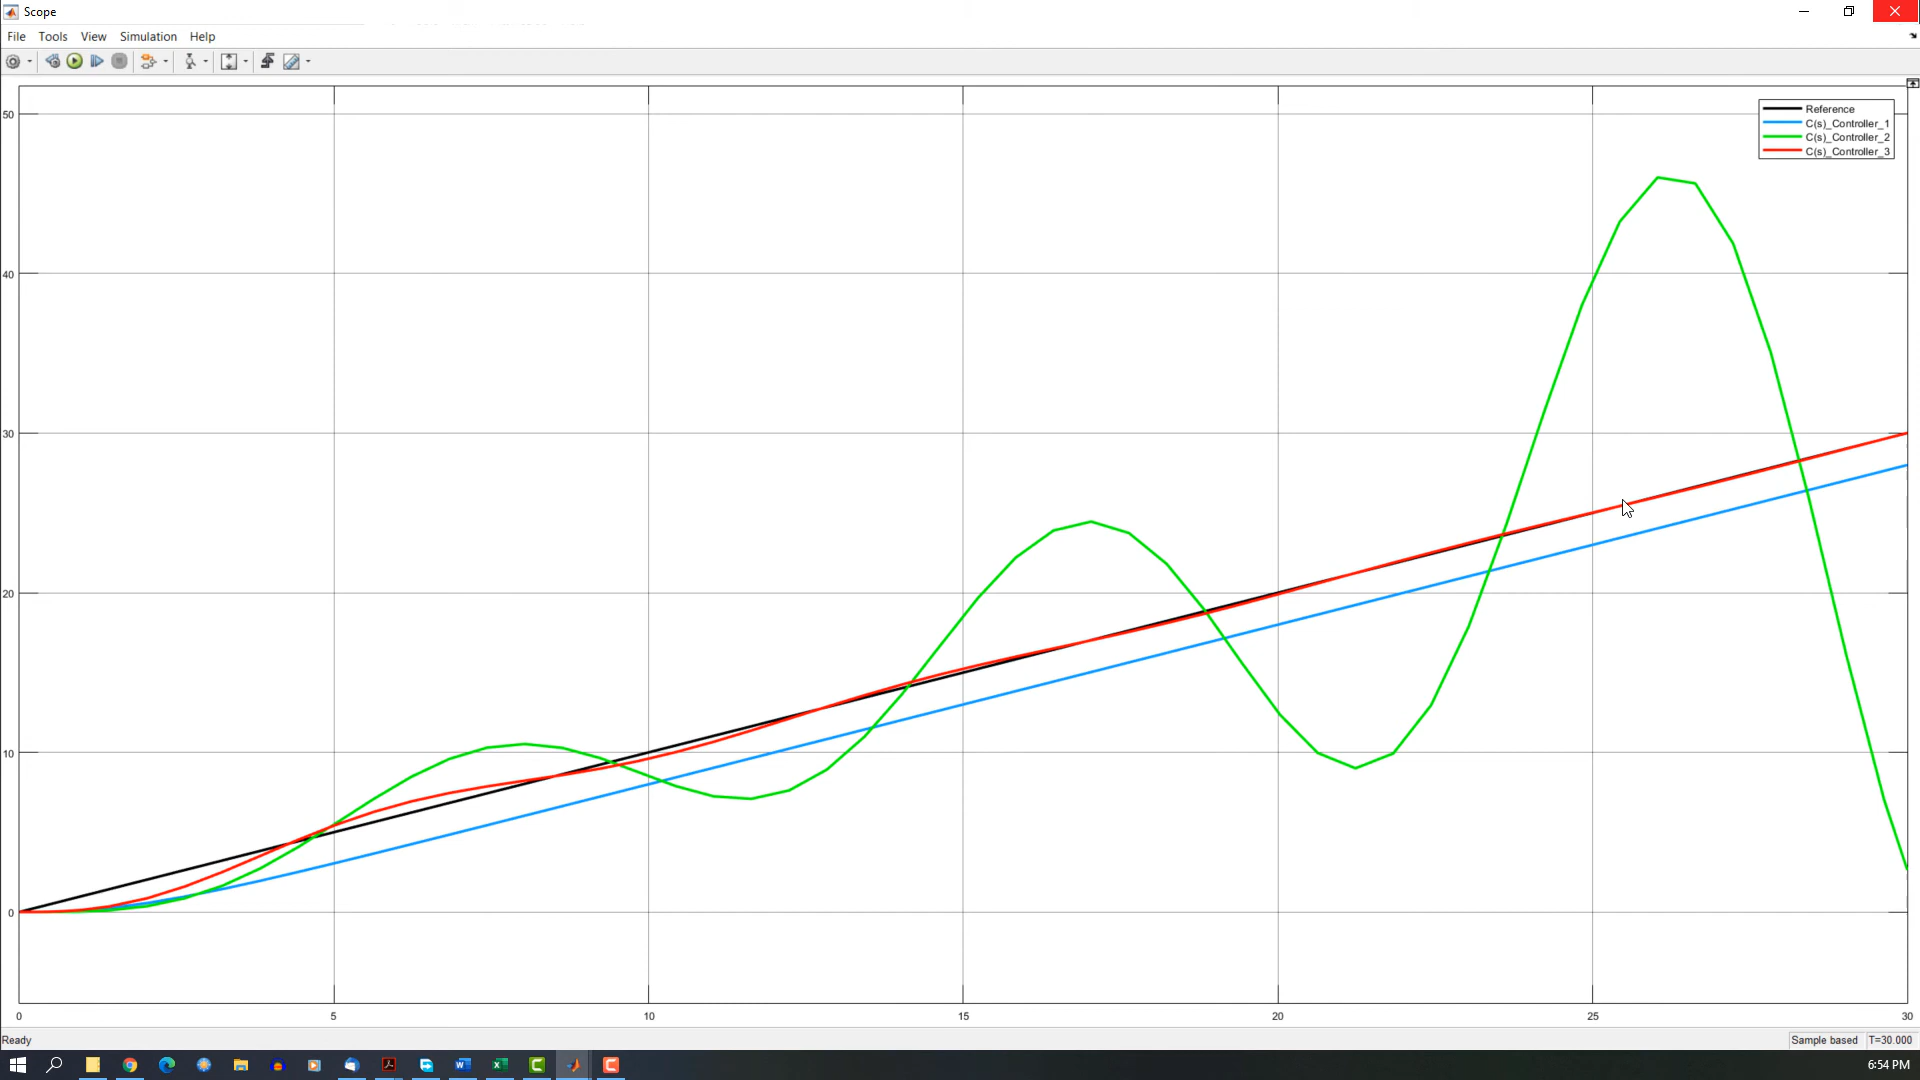 Scope
File Tools View Simulation Help
50
40
30
20
10
0
Reference
C(s)_Controller_1
C(s)_Controller_2
C(s)_Controller_3
0 5 10 15 20 25 30
Ready
Sample based T=30.000
6:54 PM